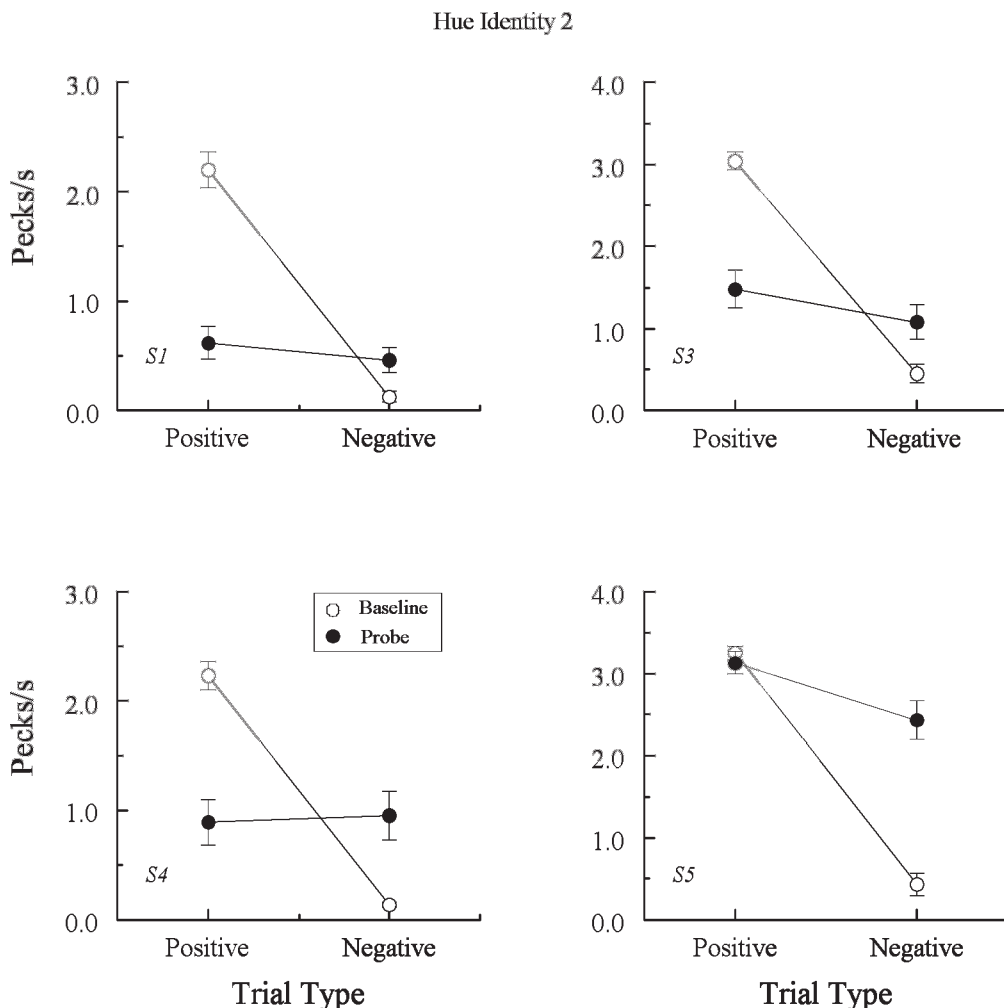 Hue Identity 2
Pecks/s
3.0
2.0
1.0
0.0
S1
Positive
Negative
4.0
3.0
2.0
1.0
0.0
S3
Positive
Negative
Pecks/s
3.0
2.0
1.0
0.0
Baseline
Probe
S4
Positive
Negative
Trial Type
4.0
3.0
2.0
1.0
0.0
S5
Positive
Negative
Trial Type